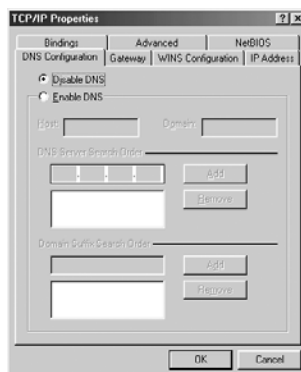 TCP/IP Properties
Bindings Advanced NetBIOS
DNS Configuration Gateway WINS Configuration IP Address
Disable DNS
Enable DNS
Host: Domain:
DNS Server Search Order
Add
Remove
Domain Suffix Search Order
Add
Remove
OK Cancel